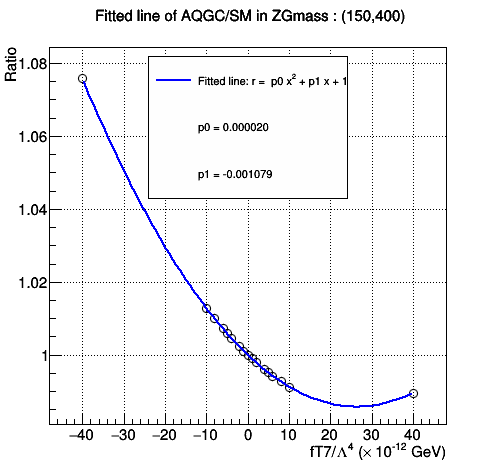 Fitted line of AQGC/SM in ZGmass : (150,400)
Ratio
1.08
1.06
1.04
1.02
1
Fitted line: r = p0 x² + p1 x + 1
p0 = 0.000020
p1 = -0.001079
−40 −30 −20 −10 0 10 20 30 40
fT7/Λ⁴ (× 10⁻¹² GeV)